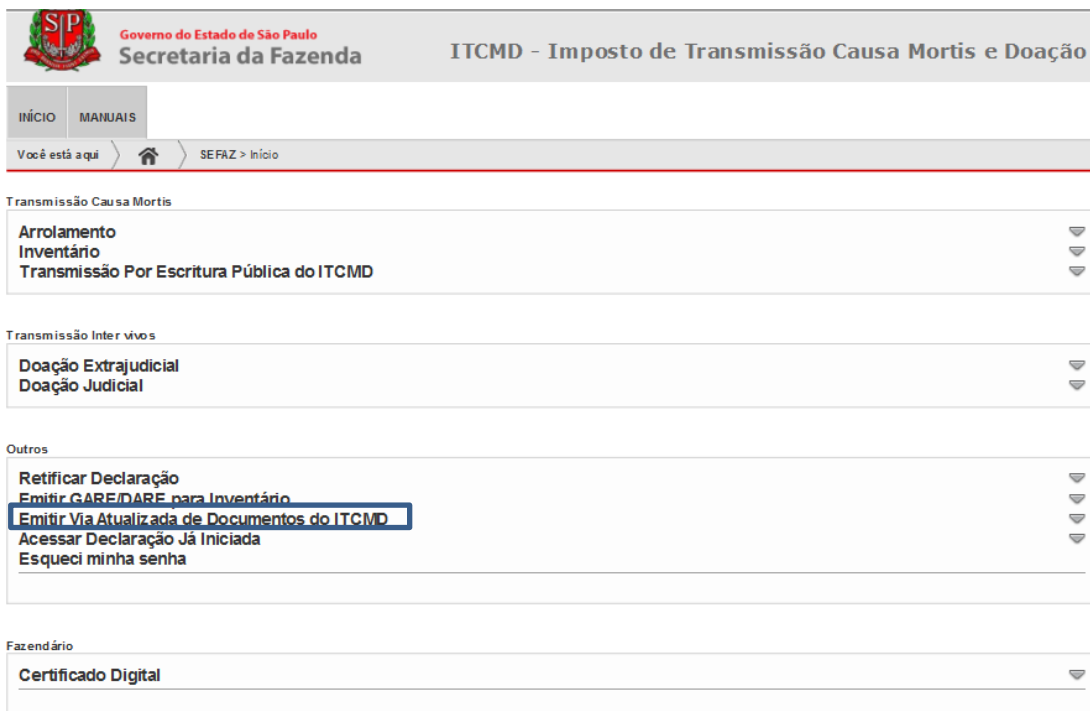 SP
Governo do Estado de São Paulo
Secretaria da Fazenda
ITCMD - Imposto de Transmissão Causa Mortis e Doação
INÍCIO MANUAIS
Você está aqui SEFAZ > Início
Transmissão Causa Mortis
Arrolamento
Inventário
Transmissão Por Escritura Pública do ITCMD
Transmissão Inter vivos
Doação Extrajudicial
Doação Judicial
Outros
Retificar Declaração
Emitir GARE/DARE para Inventário
Emitir Via Atualizada de Documentos do ITCMD
Acessar Declaração Já Iniciada
Esqueci minha senha
Fazendário
Certificado Digital